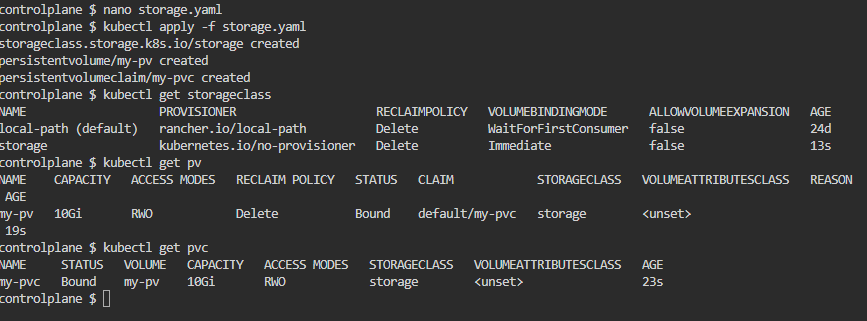 controlplane $ nano storage.yaml
controlplane $ kubectl apply -f storage.yaml
storageclass.storage.k8s.io/storage created
persistentvolume/my-pv created
persistentvolumeclaim/my-pvc created
controlplane $ kubectl get storageclass
NAME PROVISIONER RECLAIMPOLICY VOLUMEBINDINGMODE ALLOWVOLUMEEXPANSION AGE
local-path (default) rancher.io/local-path Delete WaitForFirstConsumer false 24d
storage kubernetes.io/no-provisioner Delete Immediate false 13s
controlplane $ kubectl get pv
NAME CAPACITY ACCESS MODES RECLAIM POLICY STATUS CLAIM STORAGECLASS VOLUMEATTRIBUTESCLASS REASON
AGE
my-pv 10Gi RWO Delete Bound default/my-pvc storage <unset>
19s
controlplane $ kubectl get pvc
NAME STATUS VOLUME CAPACITY ACCESS MODES STORAGECLASS VOLUMEATTRIBUTESCLASS AGE
my-pvc Bound my-pv 10Gi RWO storage <unset> 23s
controlplane $